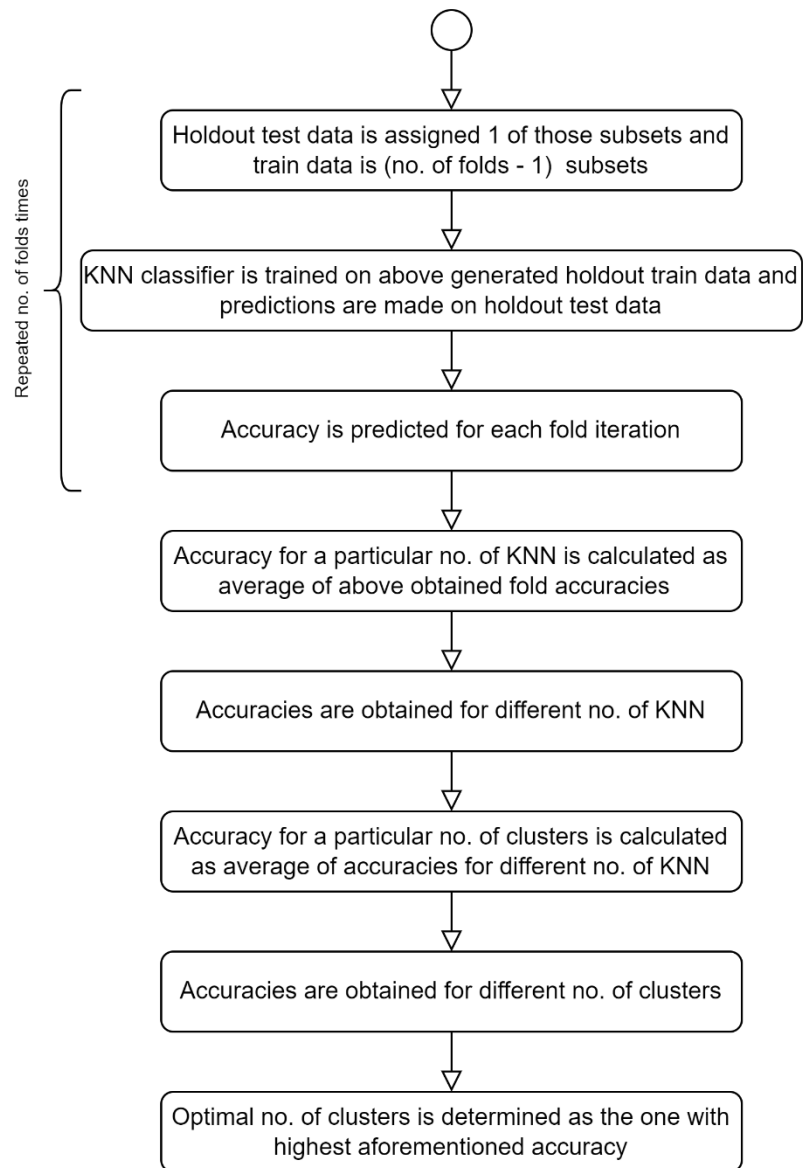 Repeated no. of folds times
Holdout test data is assigned 1 of those subsets and
train data is (no. of folds - 1) subsets
KNN classifier is trained on above generated holdout train data and
predictions are made on holdout test data
Accuracy is predicted for each fold iteration
Accuracy for a particular no. of KNN is calculated as
average of above obtained fold accuracies
Accuracies are obtained for different no. of KNN
Accuracy for a particular no. of clusters is calculated
as average of accuracies for different no. of KNN
Accuracies are obtained for different no. of clusters
Optimal no. of clusters is determined as the one with
highest aforementioned accuracy